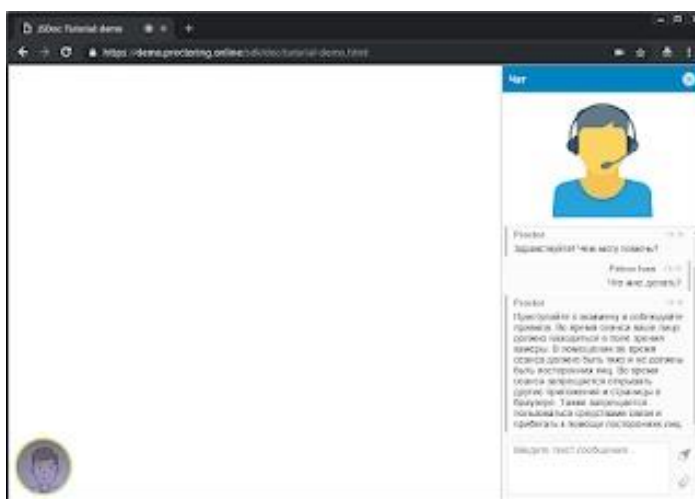 JSDoc Tutorial demo
https://demo.proctoring.online/sdk/doc/tutorial-demo.html
Чат
Proctor
Здравствуйте! Чем могу помочь?
Petrov Ivan
Что мне делать?
Proctor
Приступайте к экзамену и соблюдайте
правила. Во время сеанса ваше лицо
должно находиться в поле зрения
камеры. В помещении во время
сеанса должно быть тихо и не должны
быть посторонних лиц. Во время
сеанса запрещается открывать
другие приложения и страницы в
браузере. Также запрещается
пользоваться средствами связи и
прибегать к помощи посторонних лиц.
Введите текст сообщения...